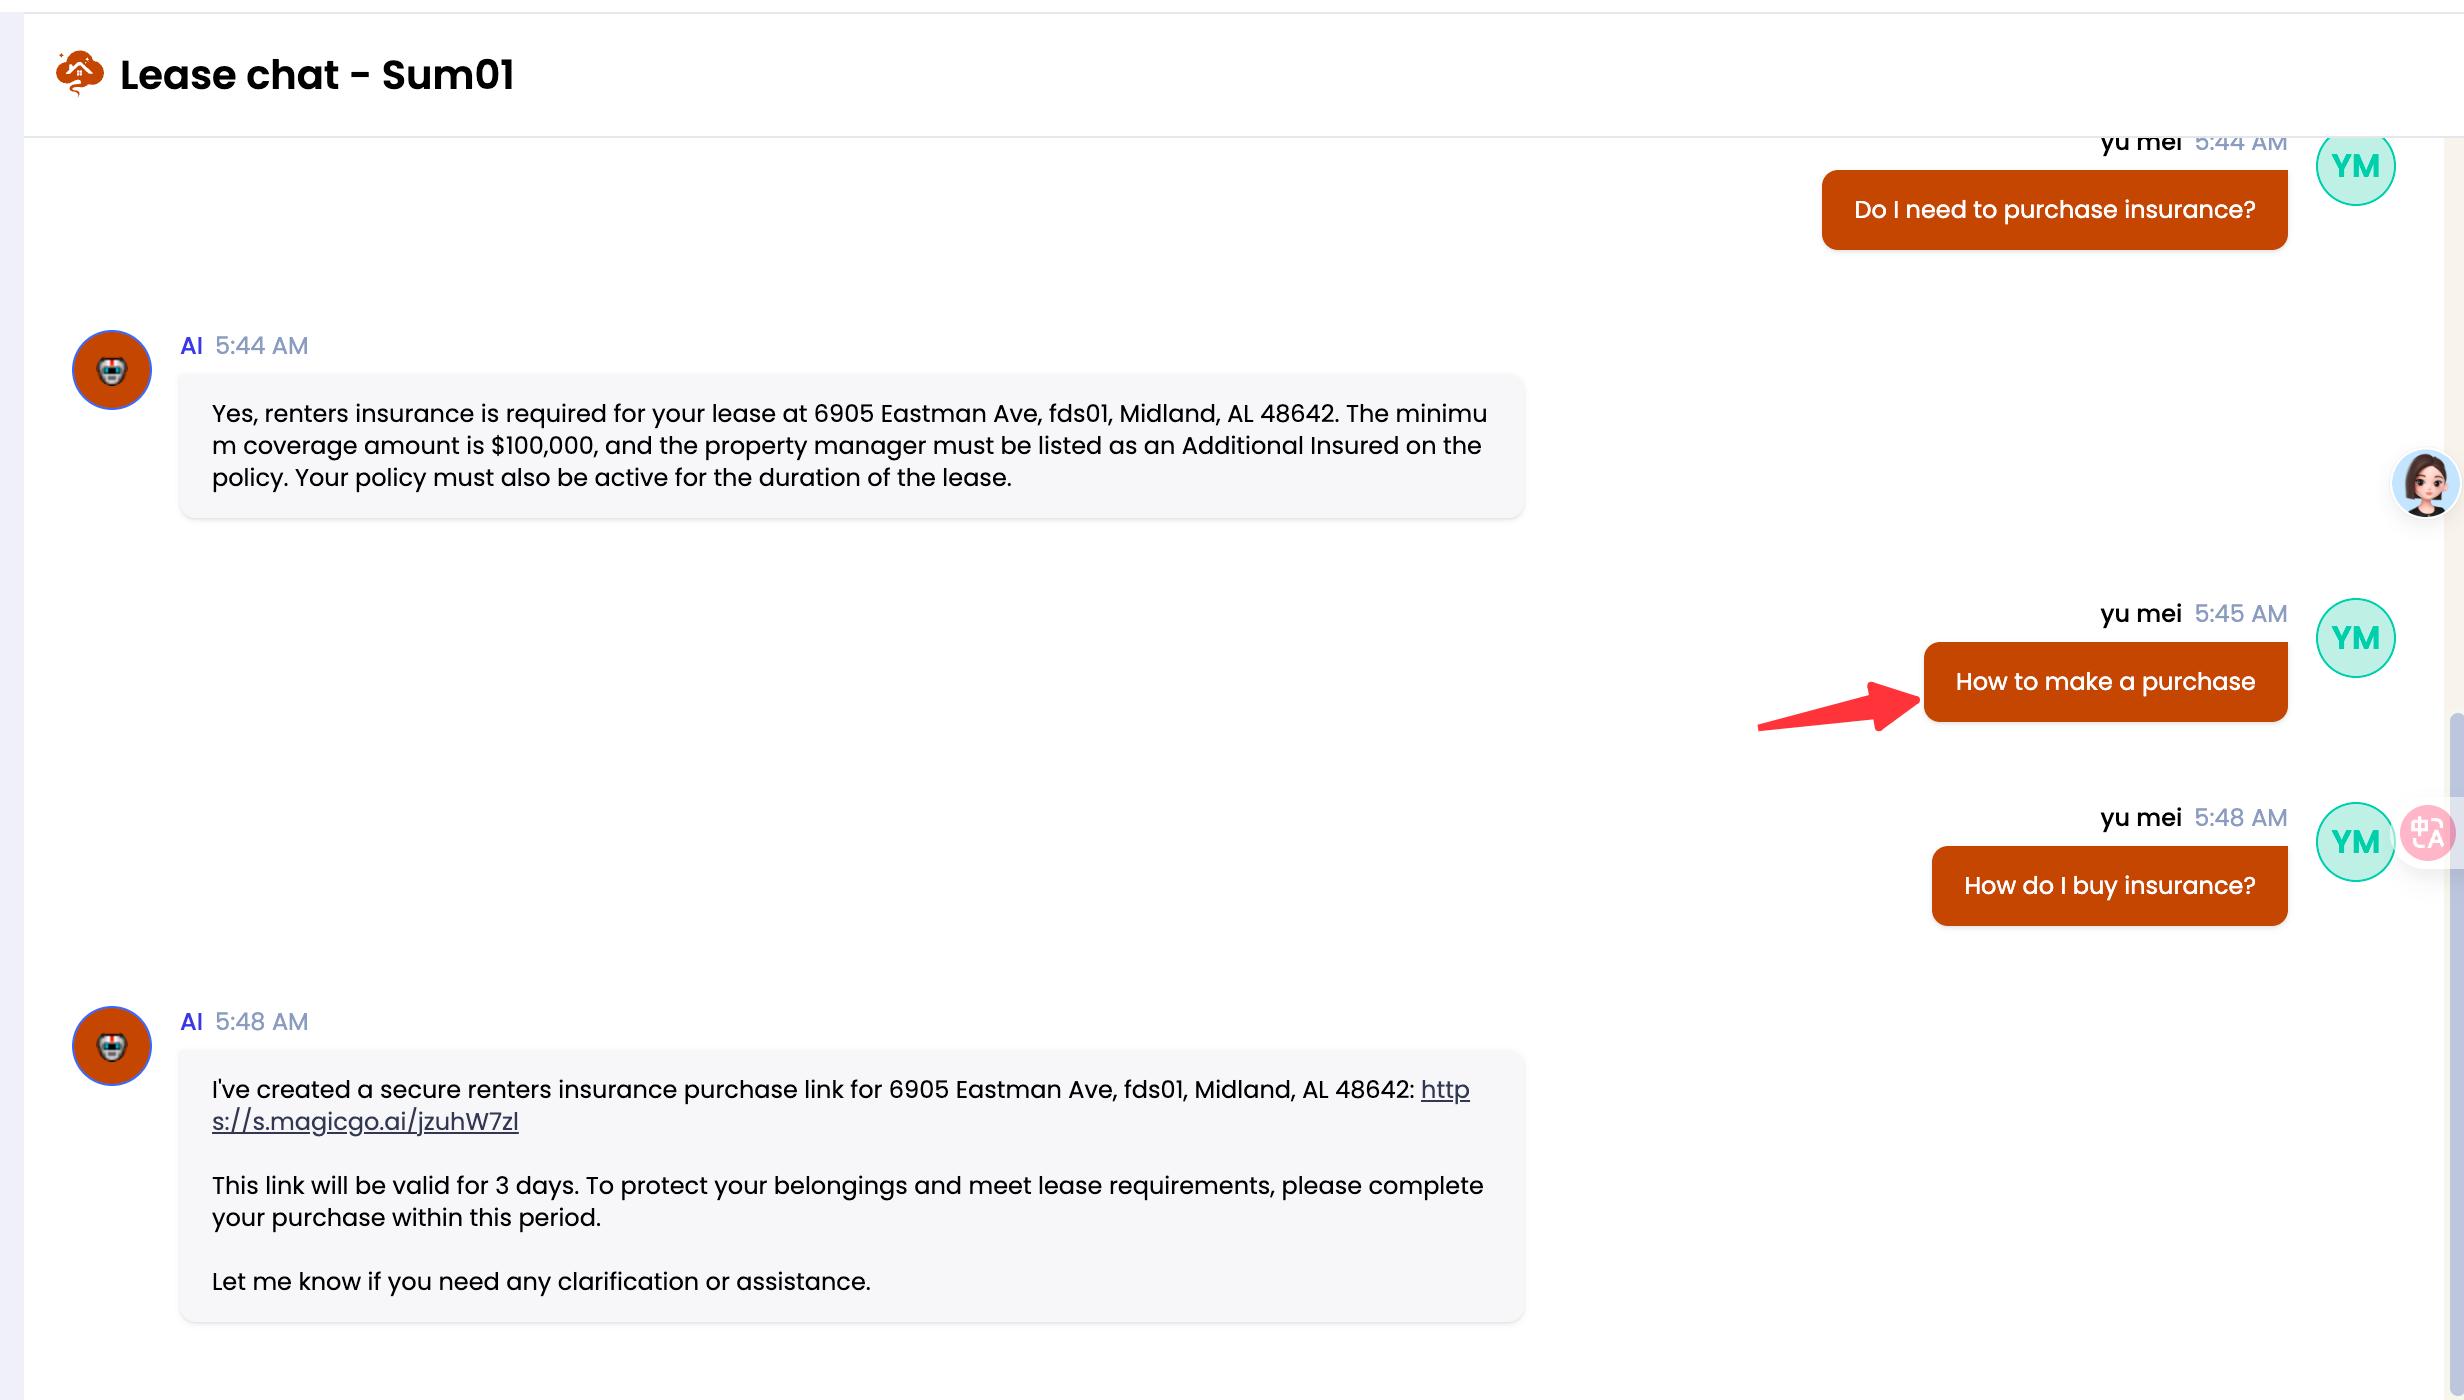 Lease chat - Sum01
yu mei 5:44 AM
YM
Do I need to purchase insurance?
AI 5:44 AM
Yes, renters insurance is required for your lease at 6905 Eastman Ave, fds01, Midland, AL 48642. The minimu
m coverage amount is $100,000, and the property manager must be listed as an Additional Insured on the
policy. Your policy must also be active for the duration of the lease.
yu mei 5:45 AM
YM
How to make a purchase
yu mei 5:48 AM
YM
中A
How do I buy insurance?
AI 5:48 AM
I've created a secure renters insurance purchase link for 6905 Eastman Ave, fds01, Midland, AL 48642: http
s://s.magicgo.ai/jzuhW7zl
This link will be valid for 3 days. To protect your belongings and meet lease requirements, please complete
your purchase within this period.
Let me know if you need any clarification or assistance.